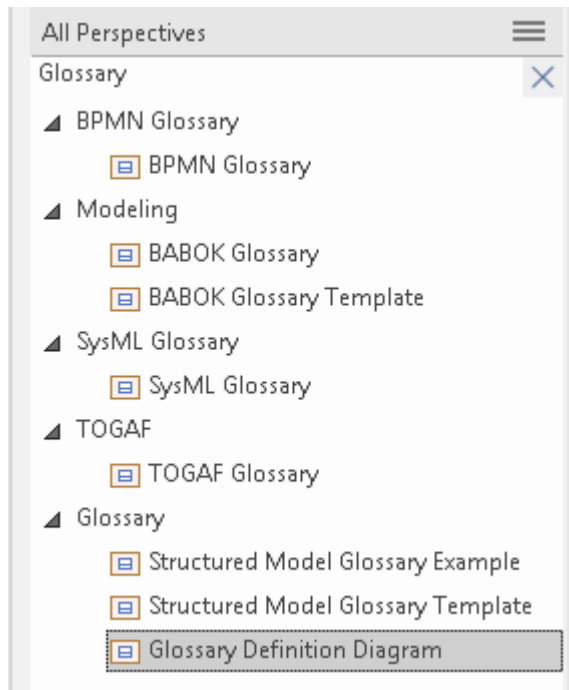 All Perspectives
Glossary
BPMN Glossary
BPMN Glossary
Modeling
BABOK Glossary
BABOK Glossary Template
SysML Glossary
SysML Glossary
TOGAF
TOGAF Glossary
Glossary
Structured Model Glossary Example
Structured Model Glossary Template
Glossary Definition Diagram